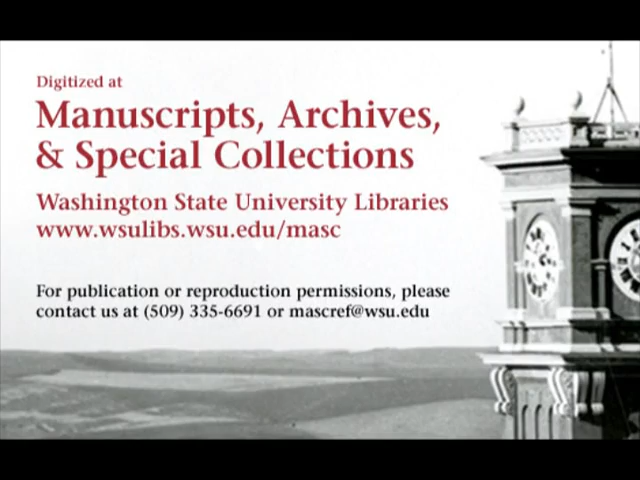 Digitized at
Manuscripts, Archives,
& Special Collections
Washington State University Libraries
www.wsulibs.wsu.edu/masc
For publication or reproduction permissions, please
contact us at (509) 335-6691 or mascref@wsu.edu